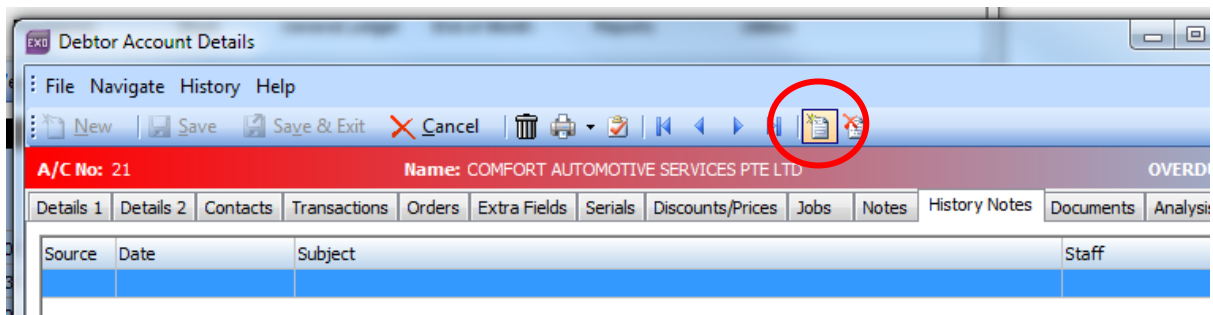 EXO Debtor Account Details
File Navigate History Help
New Save Save & Exit Cancel
A/C No: 21 Name: COMFORT AUTOMOTIVE SERVICES PTE LTD
Details 1 Details 2 Contacts Transactions Orders Extra Fields Serials Discounts/Prices Jobs Notes History Notes Documents Analysis
Source Date Subject Staff